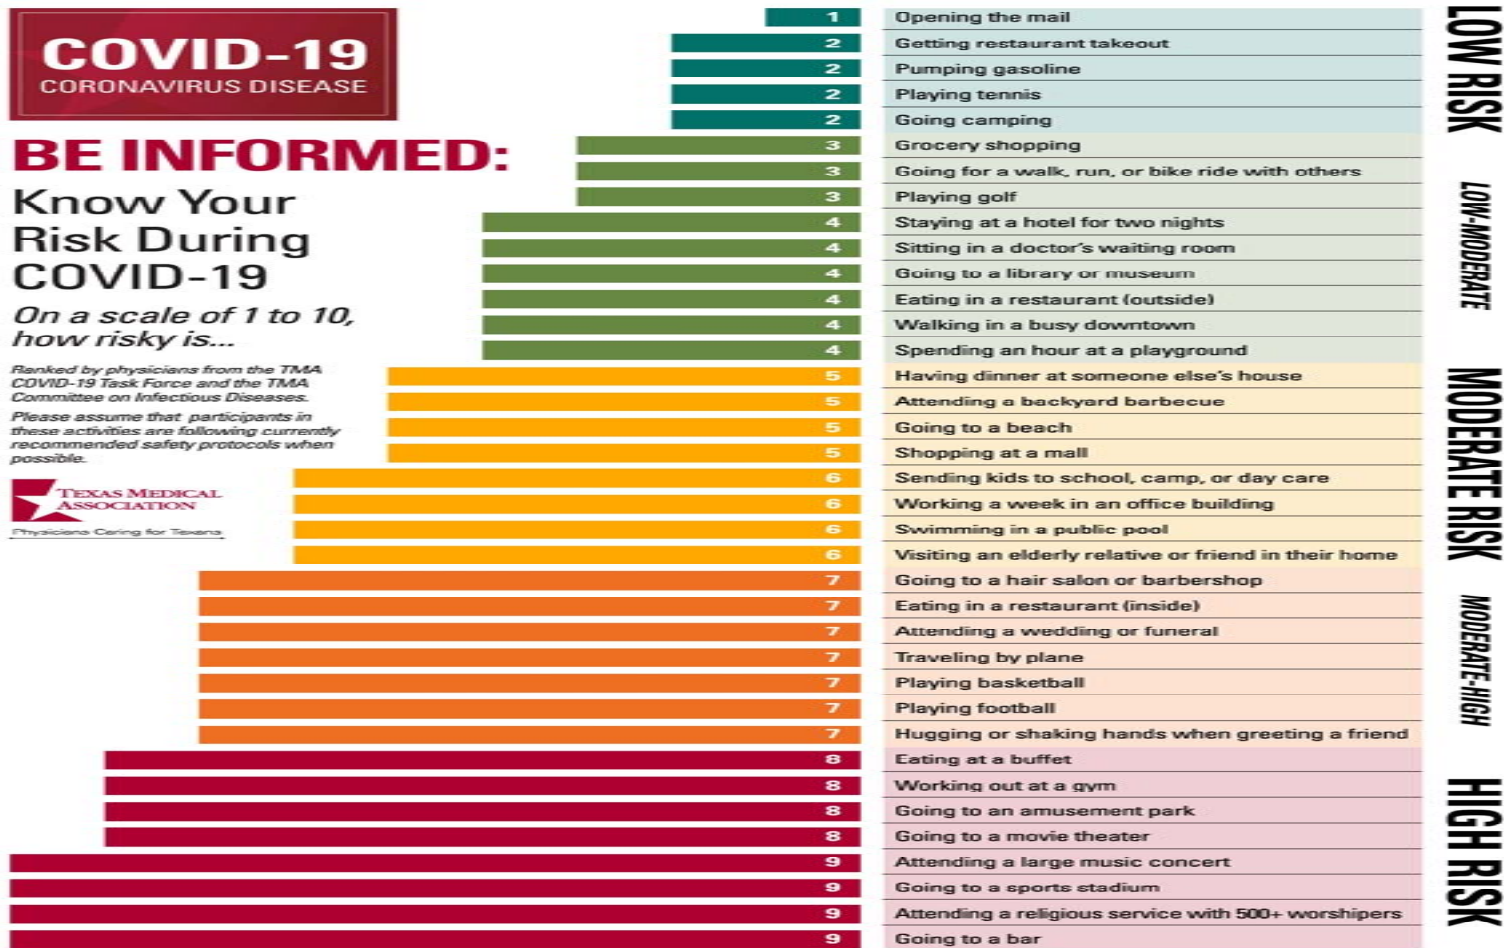 COVID-19
CORONAVIRUS DISEASE
BE INFORMED:
Know Your
Risk During
COVID-19
On a scale of 1 to 10,
how risky is...
Ranked by physicians from the TMA
COVID-19 Task Force and the TMA
Committee on Infectious Diseases.
Please assume that participants in
these activities are following currently
recommended safety protocols when
possible.
TEXAS MEDICAL
ASSOCIATION
Physicians Caring for Texans
1 Opening the mail
2 Getting restaurant takeout
2 Pumping gasoline
2 Playing tennis
2 Going camping
3 Grocery shopping
3 Going for a walk, run, or bike ride with others
3 Playing golf
4 Staying at a hotel for two nights
4 Sitting in a doctor's waiting room
4 Going to a library or museum
4 Eating in a restaurant (outside)
4 Walking in a busy downtown
4 Spending an hour at a playground
5 Having dinner at someone else's house
5 Attending a backyard barbecue
5 Going to a beach
5 Shopping at a mall
6 Sending kids to school, camp, or day care
6 Working a week in an office building
6 Swimming in a public pool
6 Visiting an elderly relative or friend in their home
7 Going to a hair salon or barbershop
7 Eating in a restaurant (inside)
7 Attending a wedding or funeral
7 Traveling by plane
7 Playing basketball
7 Playing football
7 Hugging or shaking hands when greeting a friend
8 Eating at a buffet
8 Working out at a gym
8 Going to an amusement park
8 Going to a movie theater
9 Attending a large music concert
9 Going to a sports stadium
9 Attending a religious service with 500+ worshipers
9 Going to a bar
LOW RISK
LOW-MODERATE
MODERATE RISK
MODERATE-HIGH
HIGH RISK